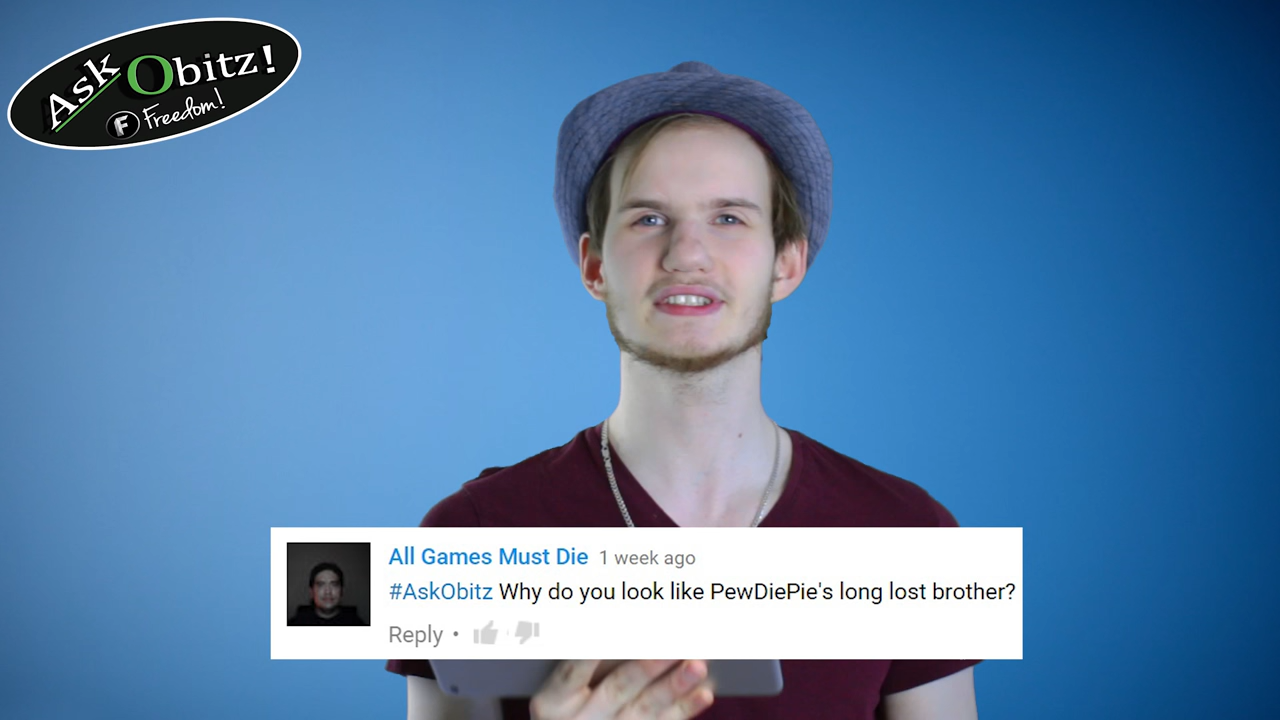 Ask Obitz!
F Freedom!
All Games Must Die 1 week ago
#AskObitz Why do you look like PewDiePie's long lost brother?
Reply •